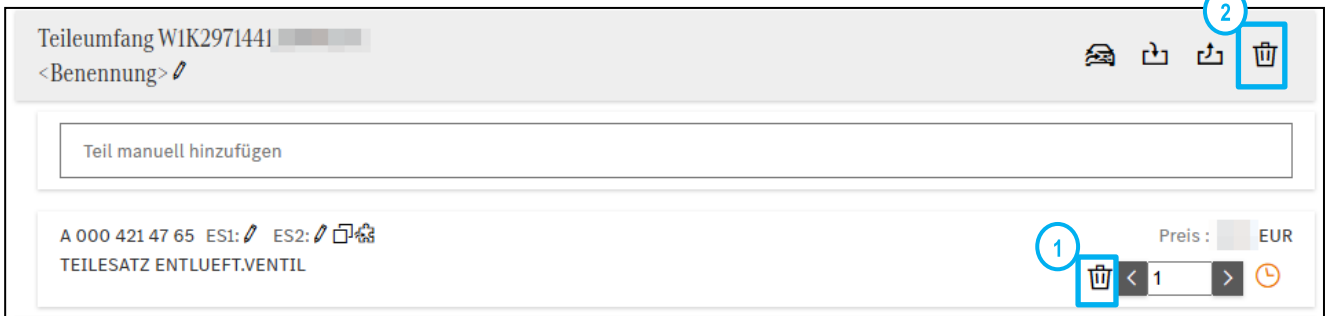 2
Teileumfang W1K2971441
<Benennung>
Teil manuell hinzufügen
A 000 421 47 65 ES1: ES2:
Preis : EUR
1
TEILESATZ ENTLUEFT.VENTIL
< 1 >